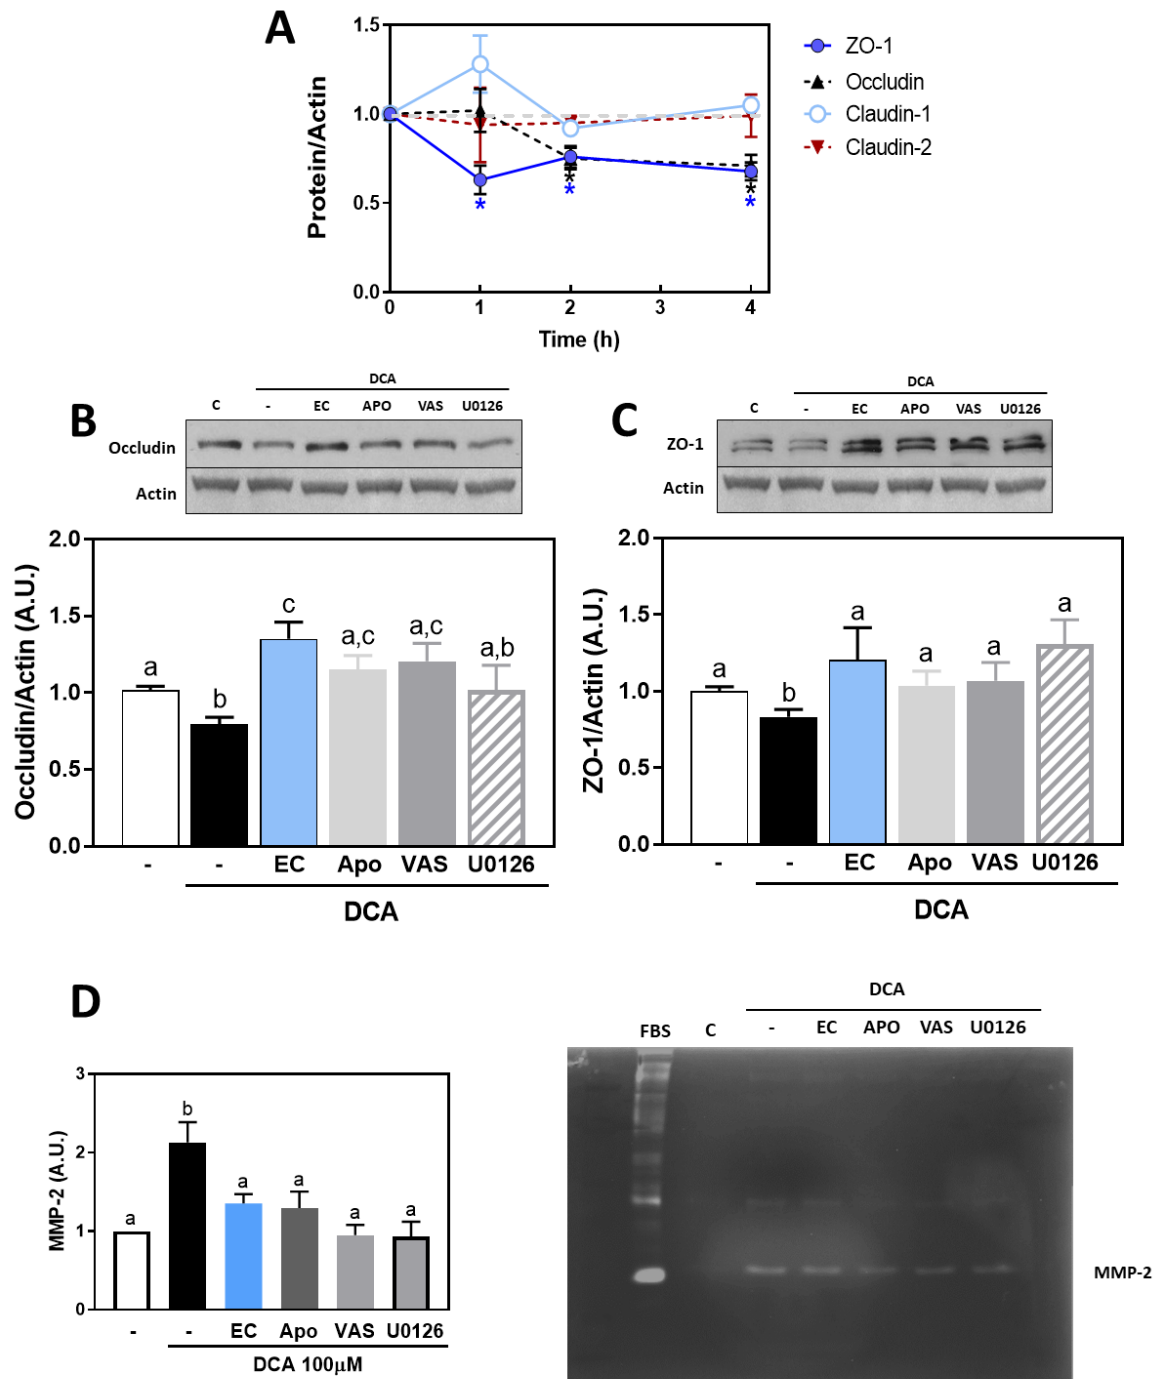 A
1.5
1.0
0.5
0.0
Protein/Actin
0 1 2 3 4
Time (h)
ZO-1
Occludin
Claudin-1
Claudin-2
* *
* * *
B
DCA
C - EC APO VAS U0126
Occludin
Actin
2.0
1.5
1.0
0.5
0.0
Occludin/Actin (A.U.)
a b c a,c a,c a,b
- - EC Apo VAS U0126
DCA
C
DCA
C - EC APO VAS U0126
ZO-1
Actin
2.0
1.5
1.0
0.5
0.0
ZO-1/Actin (A.U.)
a b a a a a
- - EC Apo VAS U0126
DCA
D
3
2
1
0
MMP-2 (A.U.)
a b a a a a
- - EC Apo VAS U0126
DCA 100μM
DCA
FBS C - EC APO VAS U0126
MMP-2